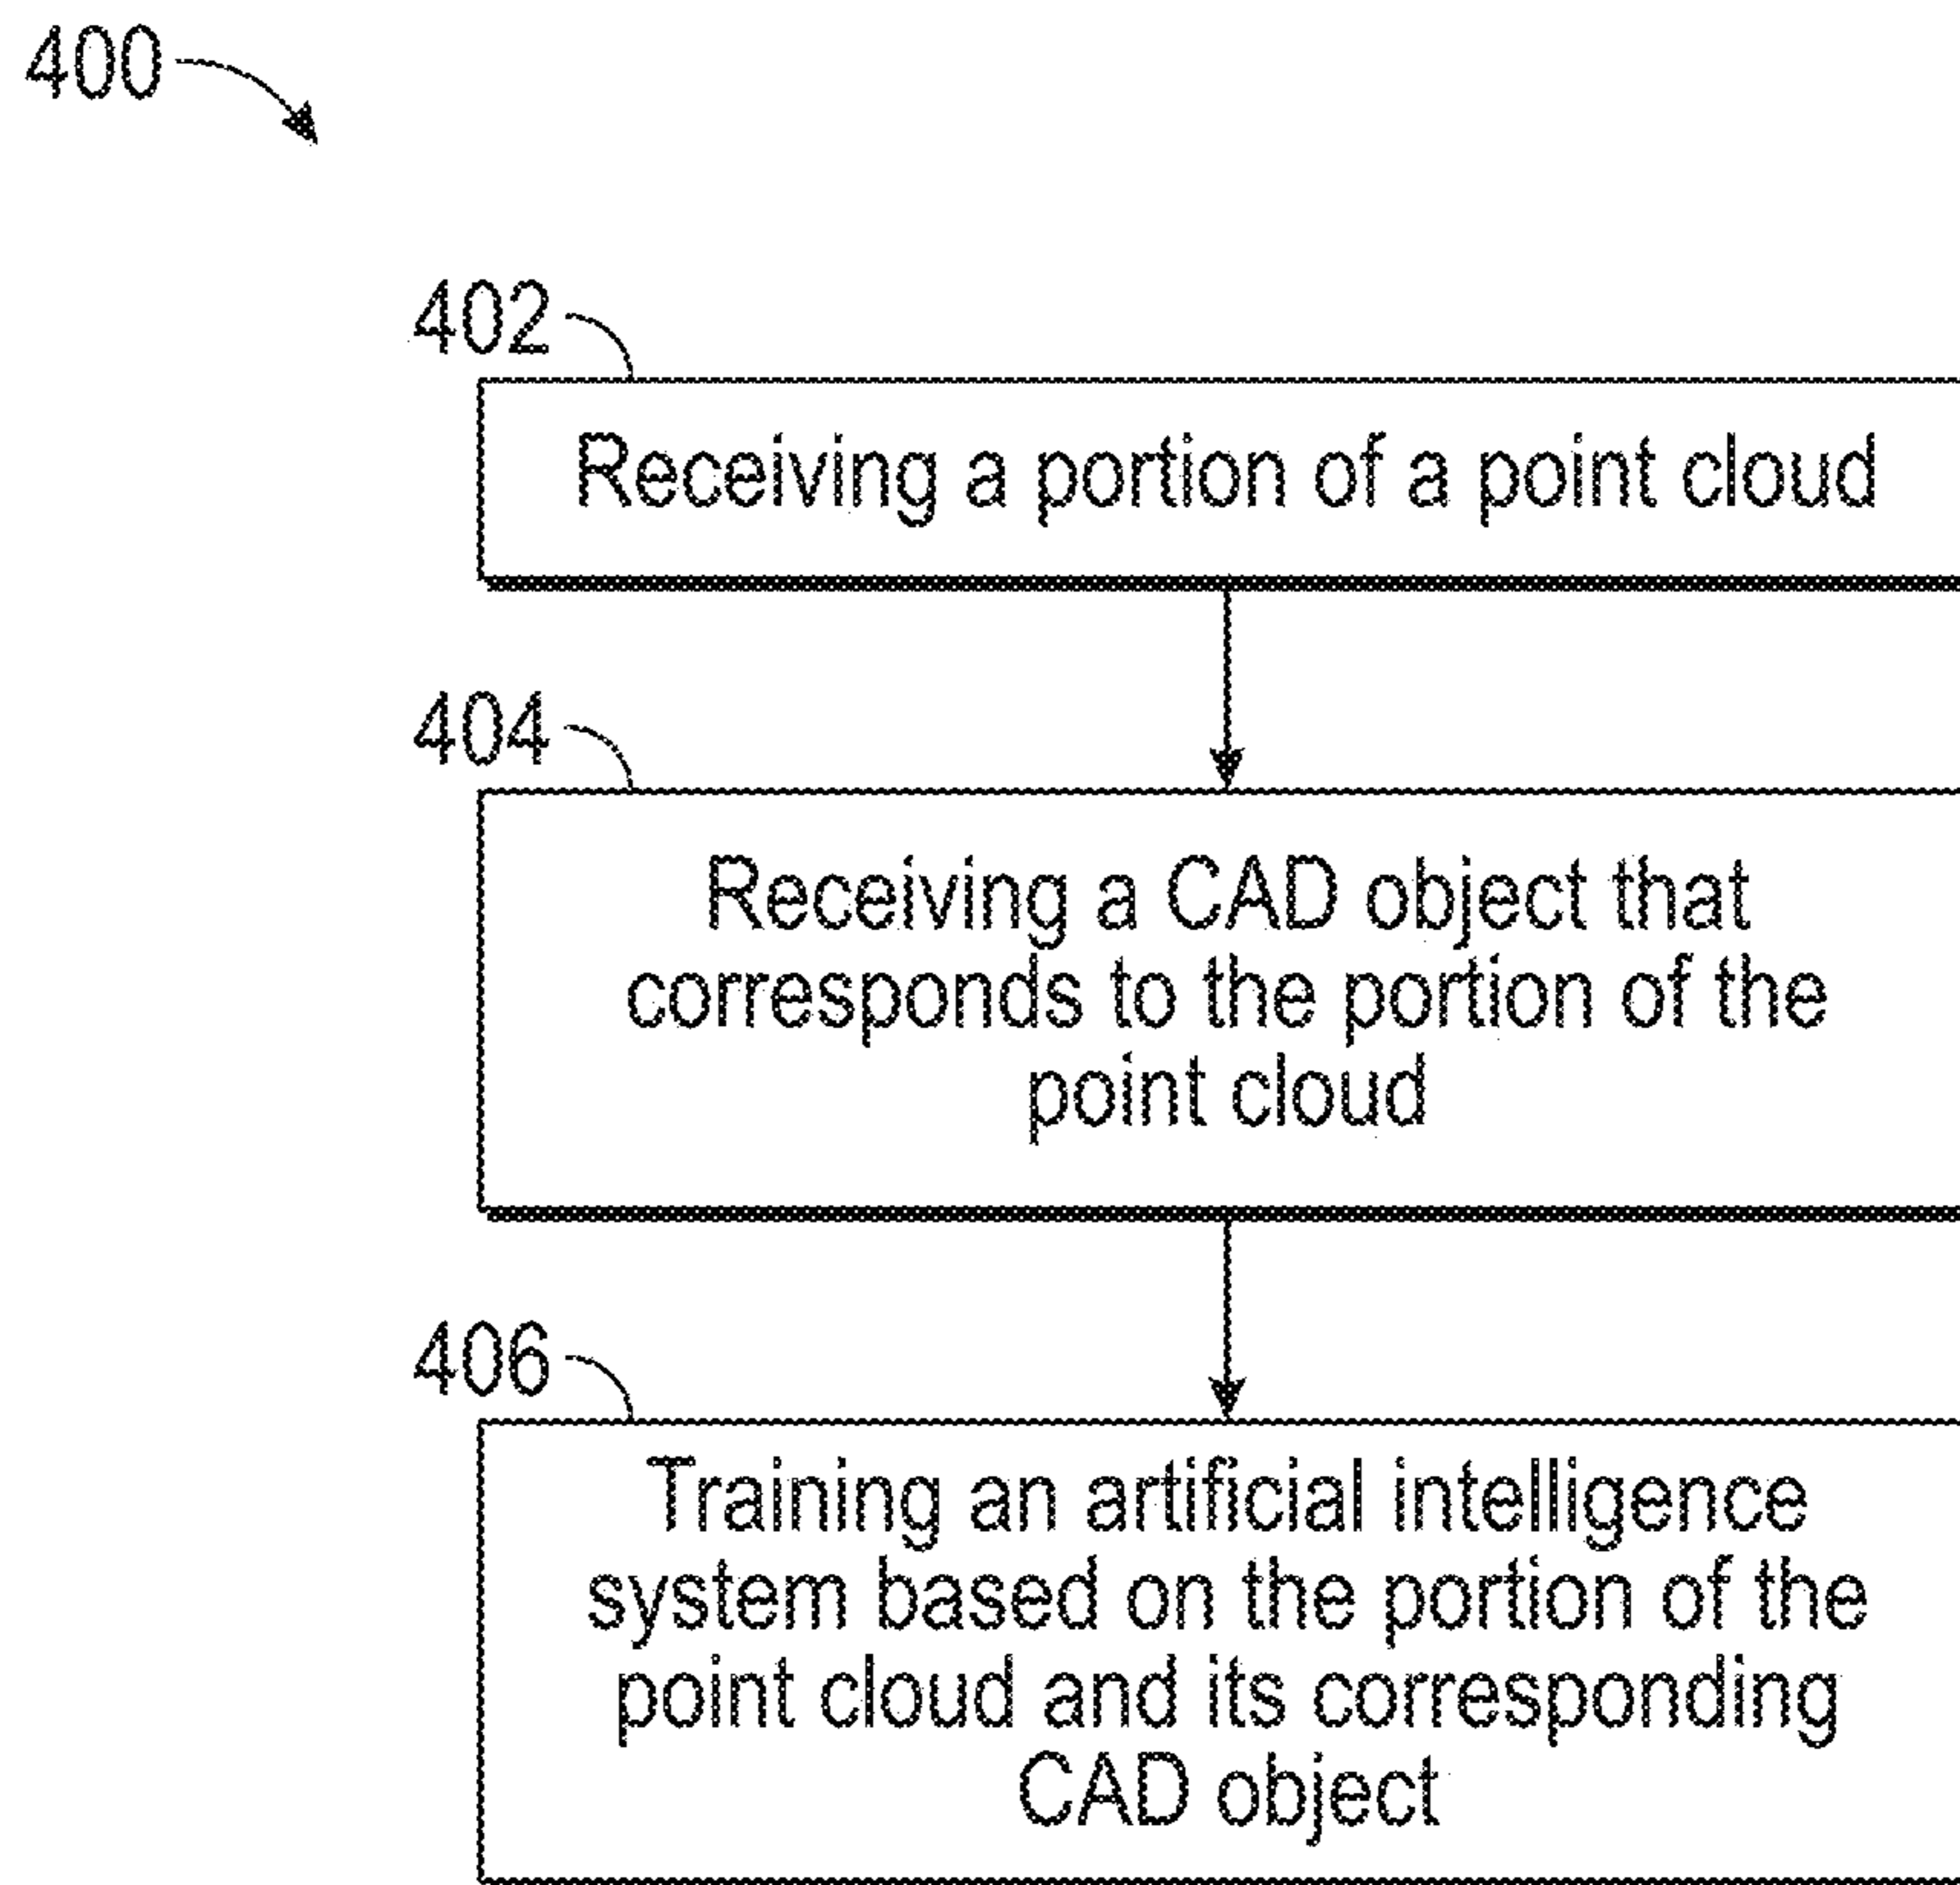 400
402
Receiving a portion of a point cloud
404
Receiving a CAD object that
corresponds to the portion of the
point cloud
406
Training an artificial intelligence
system based on the portion of the
point cloud and its corresponding
CAD object